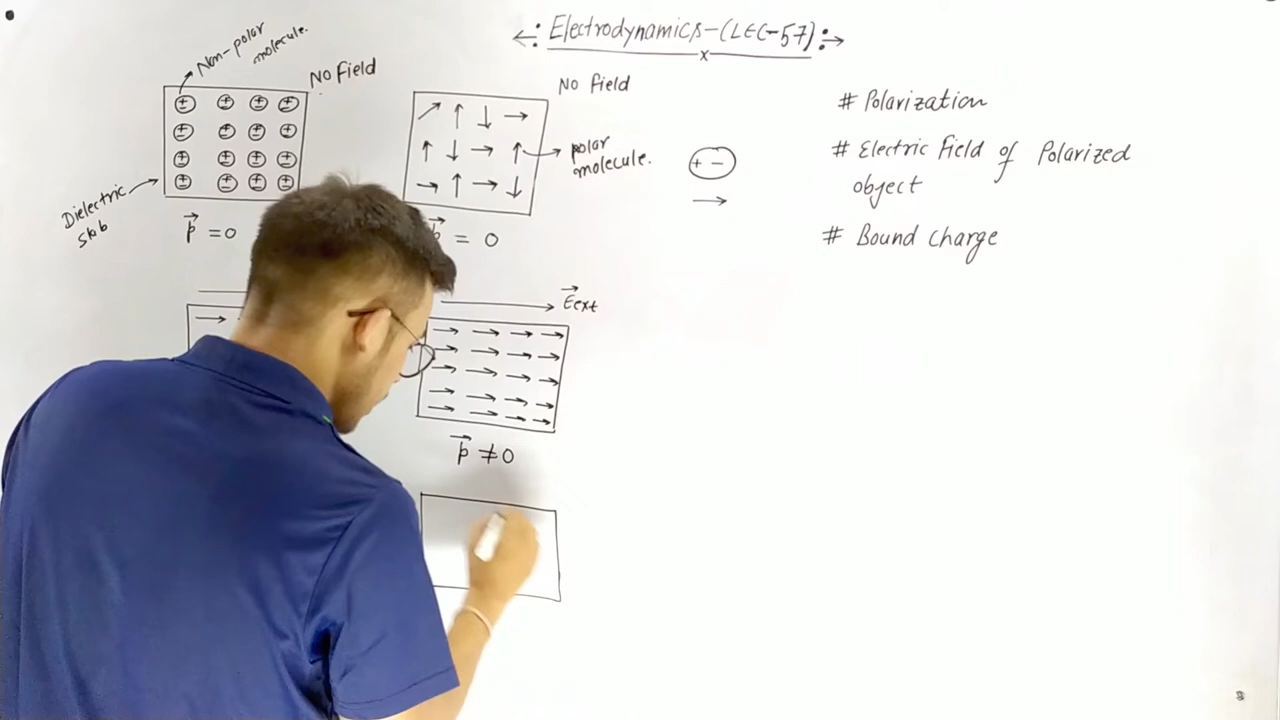 Electrodynamics-(LEC-57)
Non-polar
molecule.
No Field
No Field
polar
molecule.
Dielectric
slab
p = 0
= 0
+ -
# Polarization
# Electric Field of Polarized
object
# Bound Charge
Eext
p ≠ 0